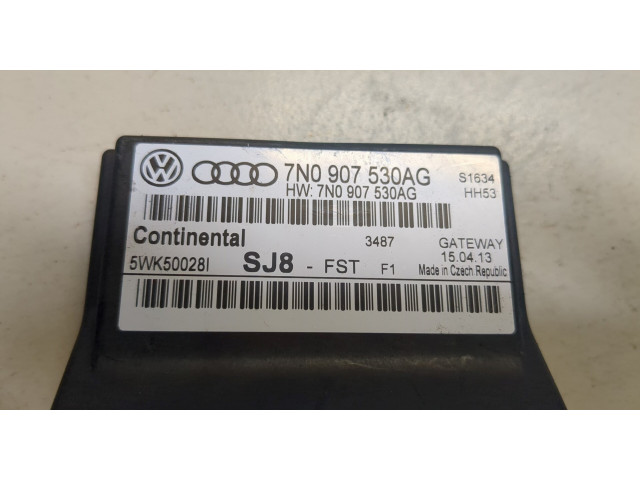 7N0 907 530AG S1634
HW: 7N0 907 530AG HH53
Continental 3487 GATEWAY
5WK50028I SJ8 - FST F1 15.04.13
Made in Czech Republic